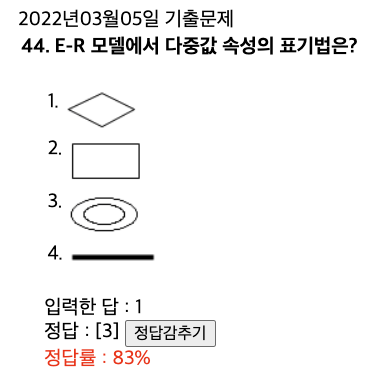 2022년03월05일 기출문제
44. E-R 모델에서 다중값 속성의 표기법은?
1.
2.
3.
4.
입력한 답 : 1
정답 : [3] 정답감추기
정답률 : 83%